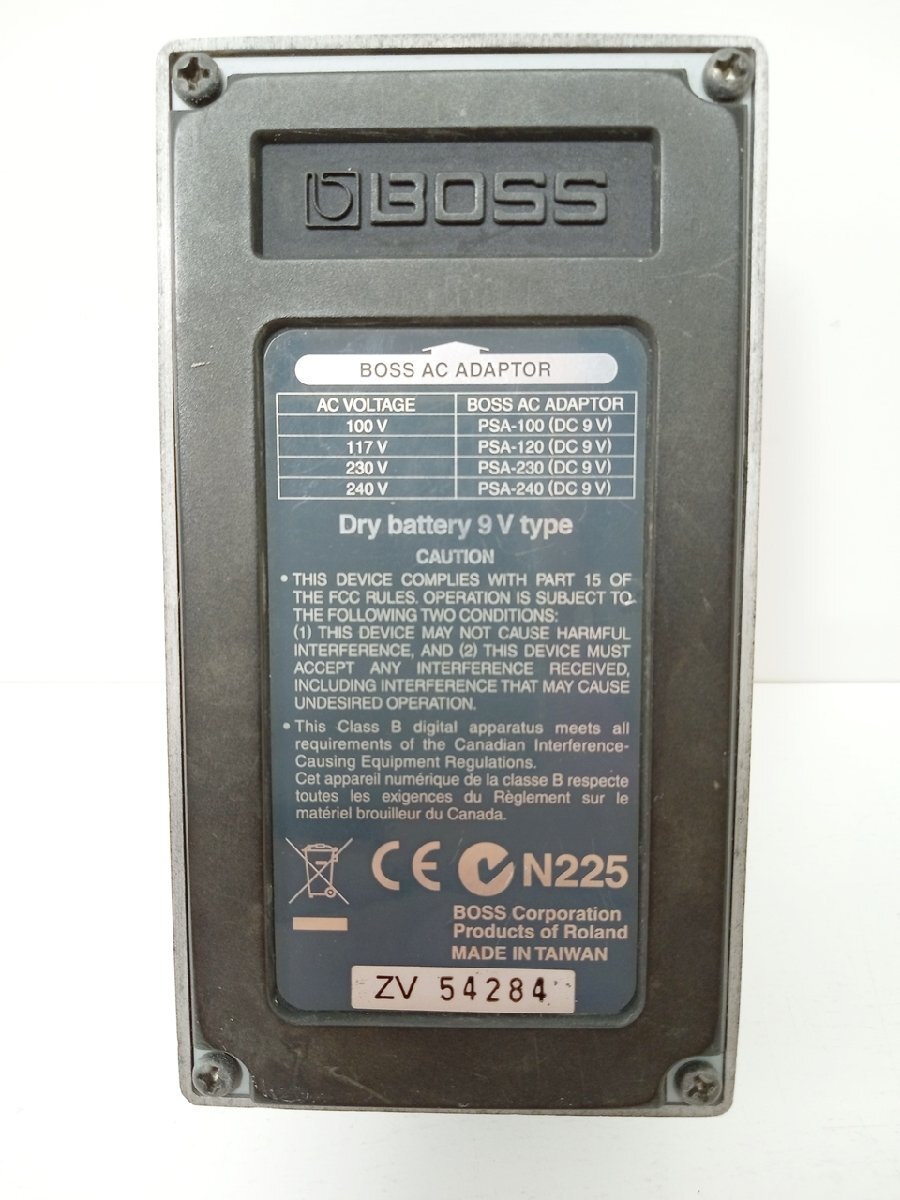 BOSS
BOSS AC ADAPTOR
AC VOLTAGE BOSS AC ADAPTOR
100 V PSA-100 (DC 9 V)
117 V PSA-120 (DC 9 V)
230 V PSA-230 (DC 9 V)
240 V PSA-240 (DC 9 V)
Dry battery 9 V type
CAUTION
• THIS DEVICE COMPLIES WITH PART 15 OF
THE FCC RULES. OPERATION IS SUBJECT TO
THE FOLLOWING TWO CONDITIONS:
(1) THIS DEVICE MAY NOT CAUSE HARMFUL
INTERFERENCE, AND (2) THIS DEVICE MUST
ACCEPT ANY INTERFERENCE RECEIVED,
INCLUDING INTERFERENCE THAT MAY CAUSE
UNDESIRED OPERATION.
• This Class B digital apparatus meets all
requirements of the Canadian Interference-
Causing Equipment Regulations.
Cet appareil numérique de la classe B respecte
toutes les exigences du Règlement sur le
matériel brouilleur du Canada.
CE N225
BOSS Corporation
Products of Roland
MADE IN TAIWAN
ZV 54284